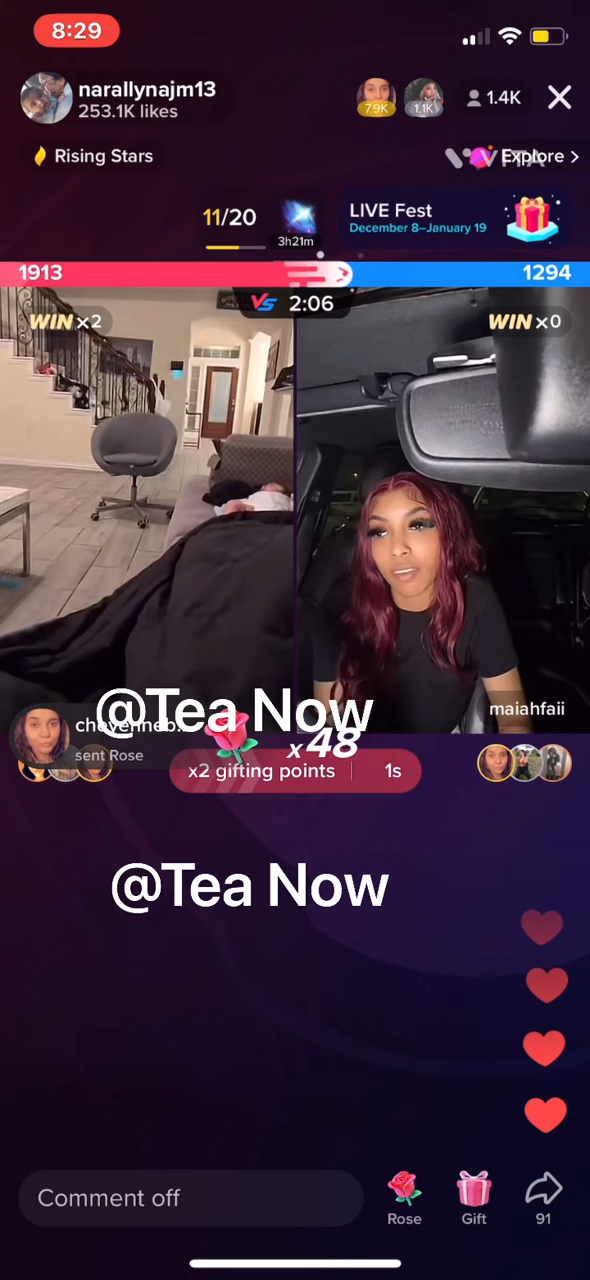 8:29
narallynajm13
253.1K likes
7.9K
1.1K
1.4K
Rising Stars
Explore >
11/20
3h21m
LIVE Fest
December 8–January 19
1913
1294
VS 2:06
WIN x2
WIN x0
@Tea Now
cheyenneb...
sent Rose
x48
maiahfaii
x2 gifting points
1s
@Tea Now
Comment off
Rose
Gift
91